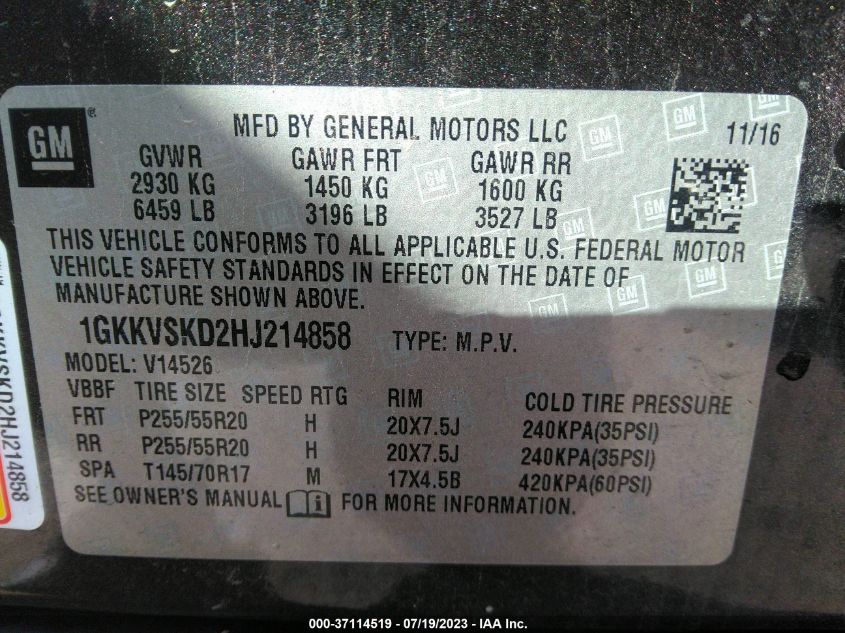 GM
MFD BY GENERAL MOTORS LLC 11/16
GVWR GAWR FRT GAWR RR
2930 KG 1450 KG 1600 KG
6459 LB 3196 LB 3527 LB
THIS VEHICLE CONFORMS TO ALL APPLICABLE U.S. FEDERAL MOTOR
VEHICLE SAFETY STANDARDS IN EFFECT ON THE DATE OF
MANUFACTURE SHOWN ABOVE.
1GKKVSKD2HJ214858 TYPE: M.P.V.
MODEL: V14526
VBBF TIRE SIZE SPEED RTG RIM COLD TIRE PRESSURE
FRT P255/55R20 H 20X7.5J 240KPA(35PSI)
RR P255/55R20 H 20X7.5J 240KPA(35PSI)
SPA T145/70R17 M 17X4.5B 420KPA(60PSI)
SEE OWNER'S MANUAL FOR MORE INFORMATION.
KKVSKD2HJ214858
000-37114519 / 07/19/2023 - IAA Inc.